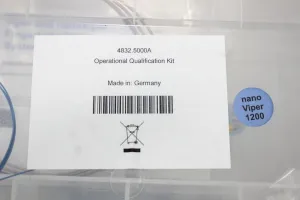 4832.5000A
Operational Qualification Kit
Made in: Germany
nano
Viper
1200